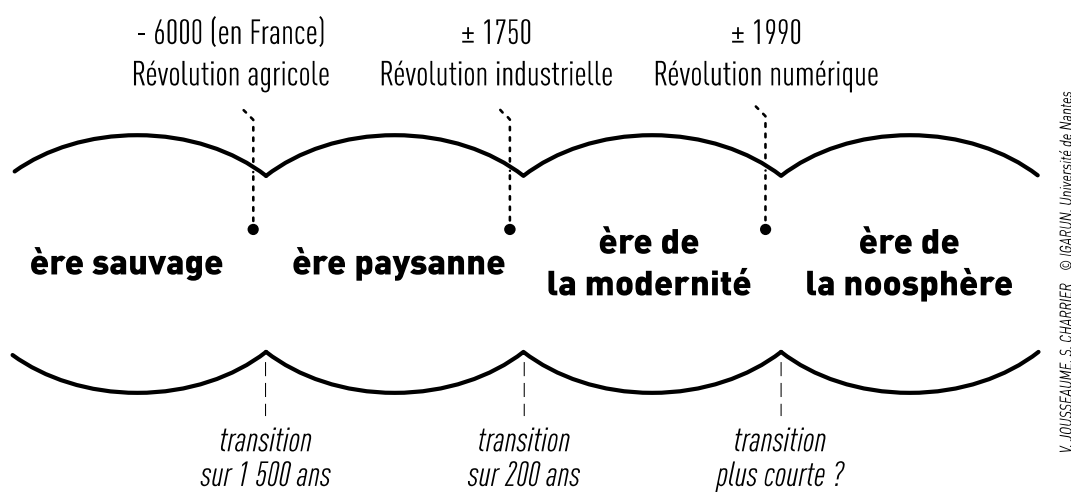 - 6000 (en France)
Révolution agricole
± 1750
Révolution industrielle
± 1990
Révolution numérique
ère sauvage
ère paysanne
ère de
la modernité
ère de
la noosphère
transition
sur 1 500 ans
transition
sur 200 ans
transition
plus courte ?
V. JOUSSEAUME, S. CHARRIER © IGARUN, Université de Nantes